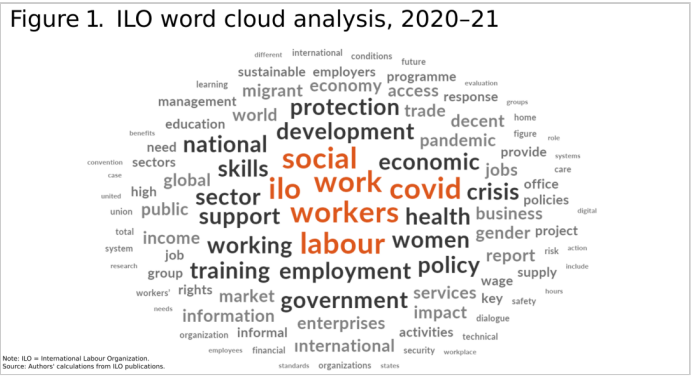 Figure 1. ILO word cloud analysis, 2020–21
different international conditions future
sustainable employers programme evaluation
learning migrant economy access response groups
management world protection trade decent home
education development pandemic figure role
benefits need national social economic provide systems
convention sectors skills jobs care
case global ilo work covid crisis office
united high sector policies
union public support workers health business digital
total income working labour women gender project
system job report risk action
research group training employment policy supply include
workers' rights market government services wage key safety hours
needs information enterprises impact dialogue
organization informal international activities technical
employees financial security workplace
standards organizations states
Note: ILO = International Labour Organization.
Source: Authors' calculations from ILO publications.